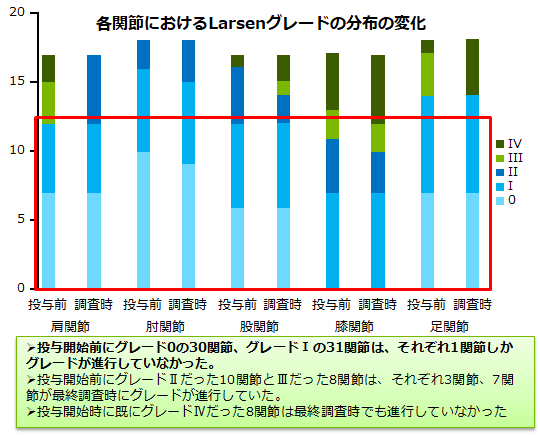 各関節におけるLarsenグレードの分布の変化
20
15
10
5
0
IV
III
II
I
0
投与前 調査時 投与前 調査時 投与前 調査時 投与前 調査時 投与前 調査時
肩関節 肘関節 股関節 膝関節 足関節
➢投与開始前にグレード0の30関節、グレードⅠの31関節は、それぞれ1関節しか
グレードが進行していなかった。
➢投与開始前にグレードⅡだった10関節とⅢだった8関節は、それぞれ3関節、7関
節が最終調査時にグレードが進行していた。
➢投与開始時に既にグレードⅣだった8関節は最終調査時でも進行していなかった